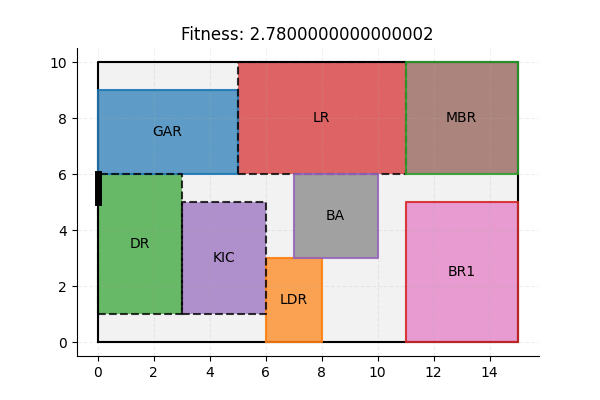 Fitness: 2.7800000000000002
10
8
6
4
2
0
GAR
LR
MBR
DR
KIC
BA
LDR
BR1
0
2
4
6
8
10
12
14